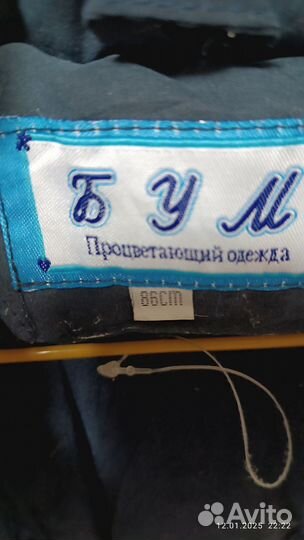 БУМ
Процветающий одежда
86CM
12.01.2025 22:22
Avito